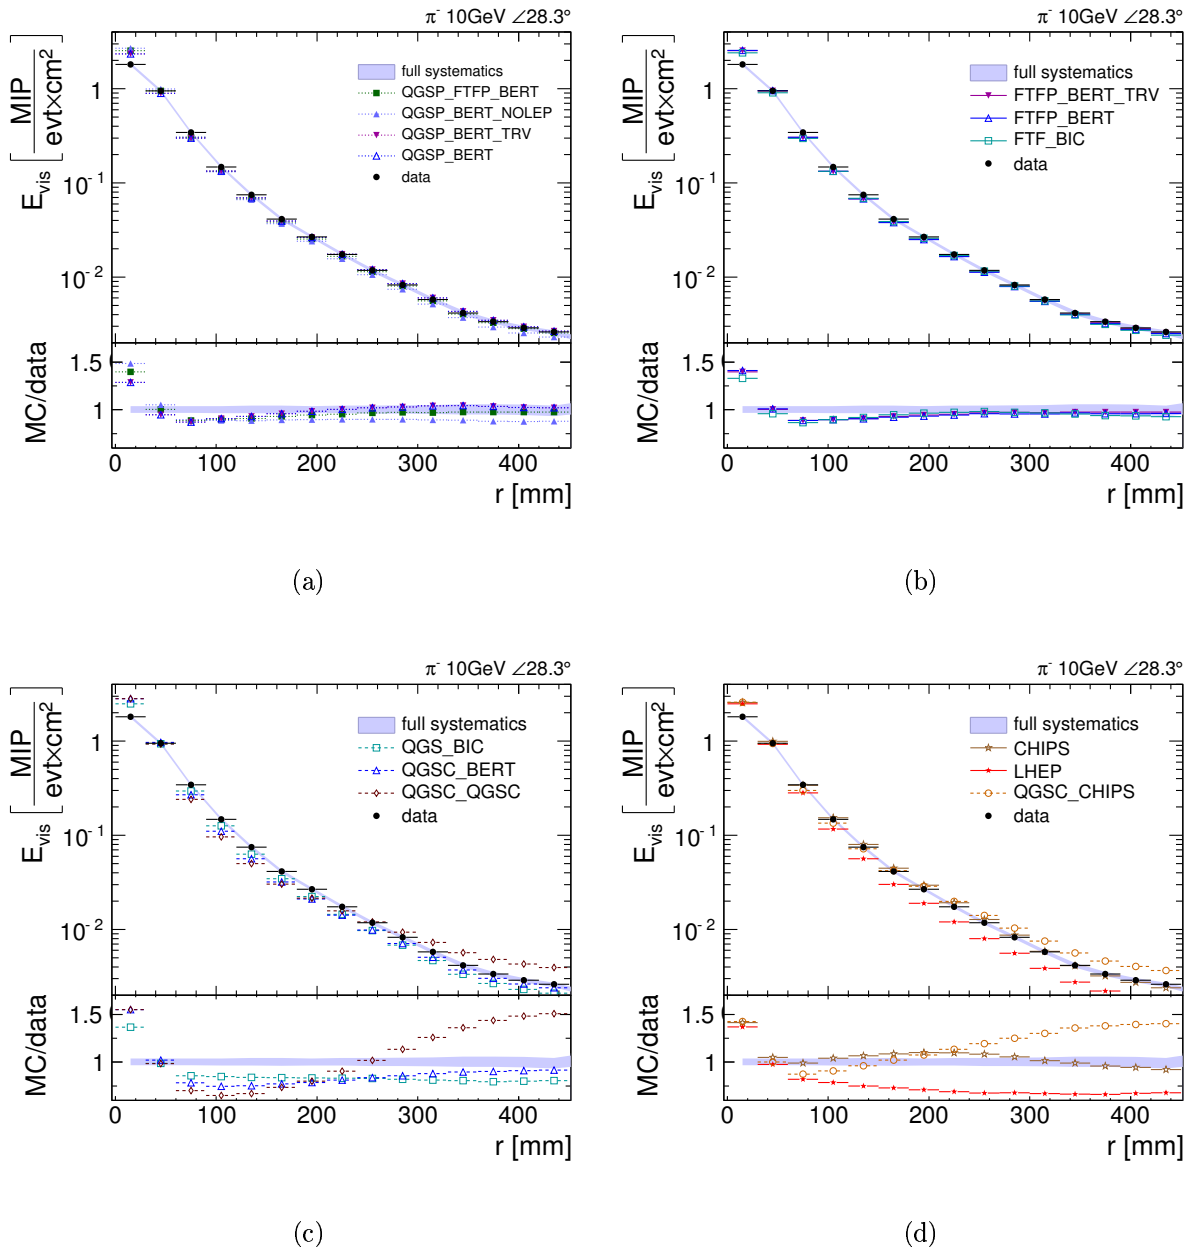 π⁻ 10GeV ∠28.3°
E_vis [MIP / evt×cm²]
full systematics
QGSP_FTFP_BERT
QGSP_BERT_NOLEP
QGSP_BERT_TRV
QGSP_BERT
data
1
10⁻¹
10⁻²
MC/data
1.5
1
0 100 200 300 400
r [mm]
(a)
π⁻ 10GeV ∠28.3°
E_vis [MIP / evt×cm²]
full systematics
FTFP_BERT_TRV
FTFP_BERT
FTF_BIC
data
1
10⁻¹
10⁻²
MC/data
1.5
1
0 100 200 300 400
r [mm]
(b)
π⁻ 10GeV ∠28.3°
E_vis [MIP / evt×cm²]
full systematics
QGS_BIC
QGSC_BERT
QGSC_QGSC
data
1
10⁻¹
10⁻²
MC/data
1.5
1
0 100 200 300 400
r [mm]
(c)
π⁻ 10GeV ∠28.3°
E_vis [MIP / evt×cm²]
full systematics
CHIPS
LHEP
QGSC_CHIPS
data
1
10⁻¹
10⁻²
MC/data
1.5
1
0 100 200 300 400
r [mm]
(d)